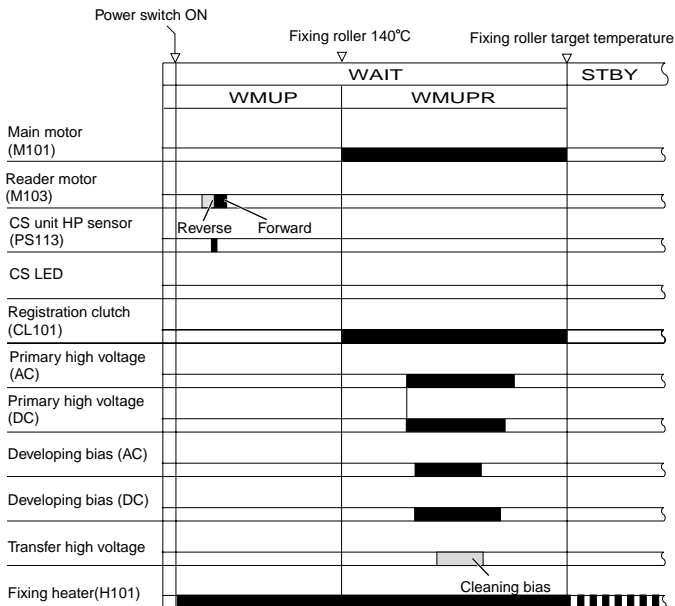 Power switch ON
Fixing roller 140°C
Fixing roller target temperature
WAIT
STBY
WMUP
WMUPR
Main motor
(M101)
Reader motor
(M103)
Reverse
Forward
CS unit HP sensor
(PS113)
CS LED
Registration clutch
(CL101)
Primary high voltage
(AC)
Primary high voltage
(DC)
Developing bias (AC)
Developing bias (DC)
Transfer high voltage
Cleaning bias
Fixing heater(H101)